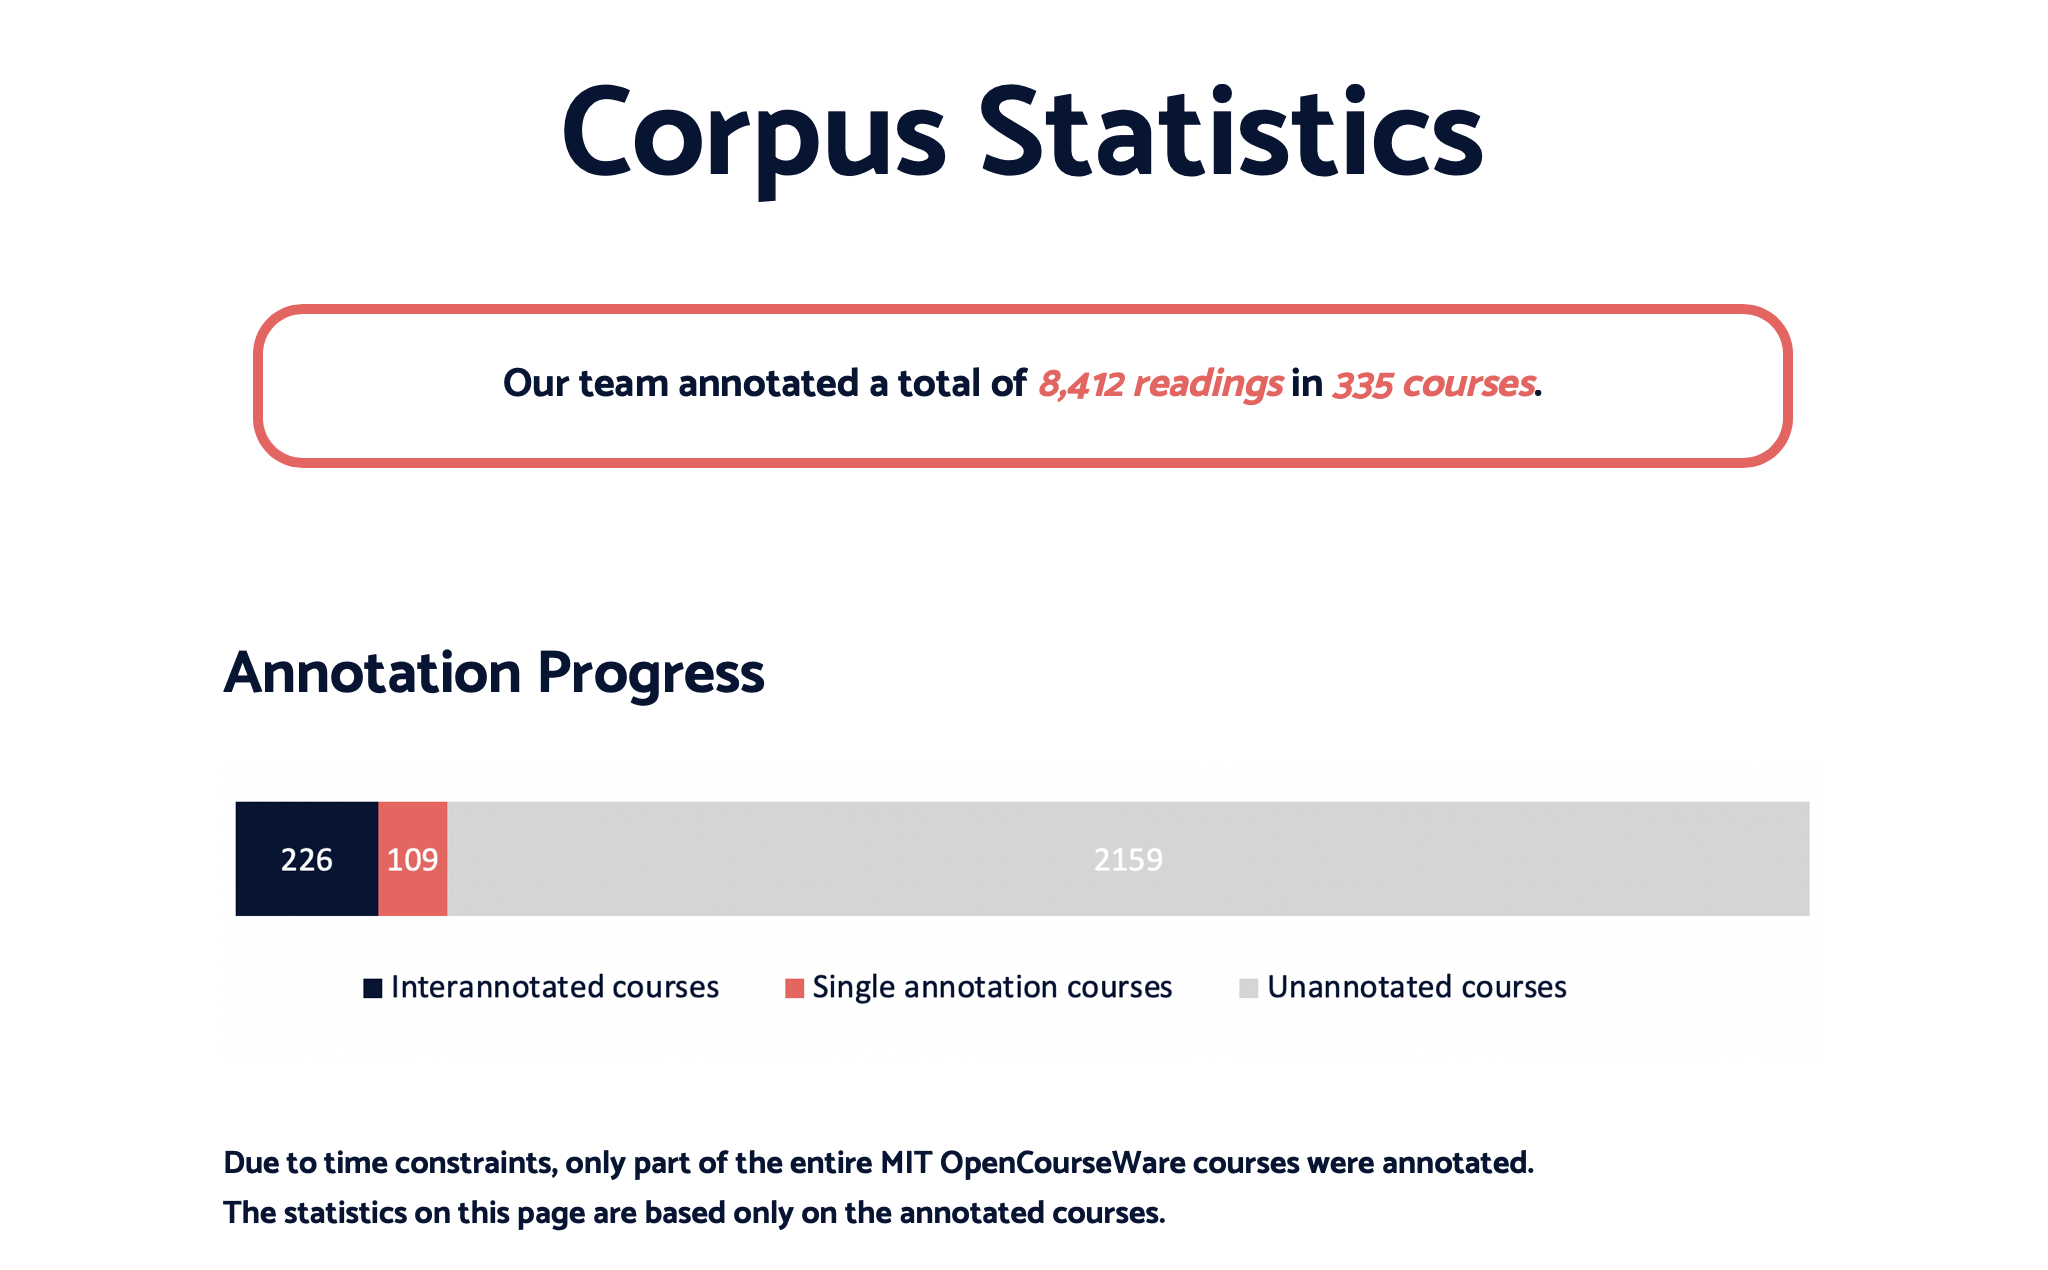 Corpus Statistics
Our team annotated a total of 8,412 readings in 335 courses.
Annotation Progress
226 109 2159
Interannotated courses Single annotation courses Unannotated courses
Due to time constraints, only part of the entire MIT OpenCourseWare courses were annotated.
The statistics on this page are based only on the annotated courses.